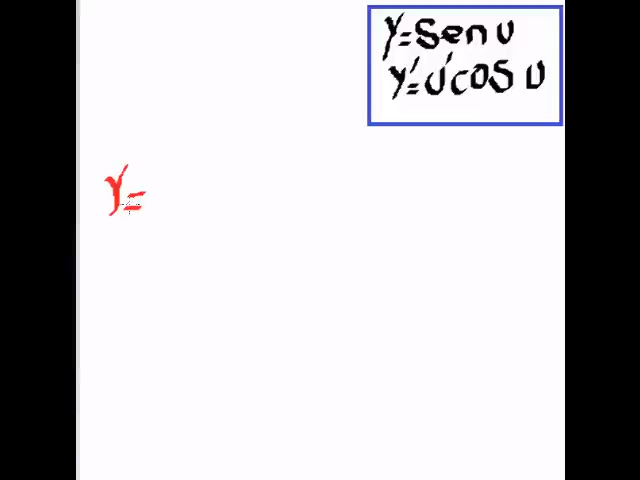 y=sen u
y'=u'cos u
y=